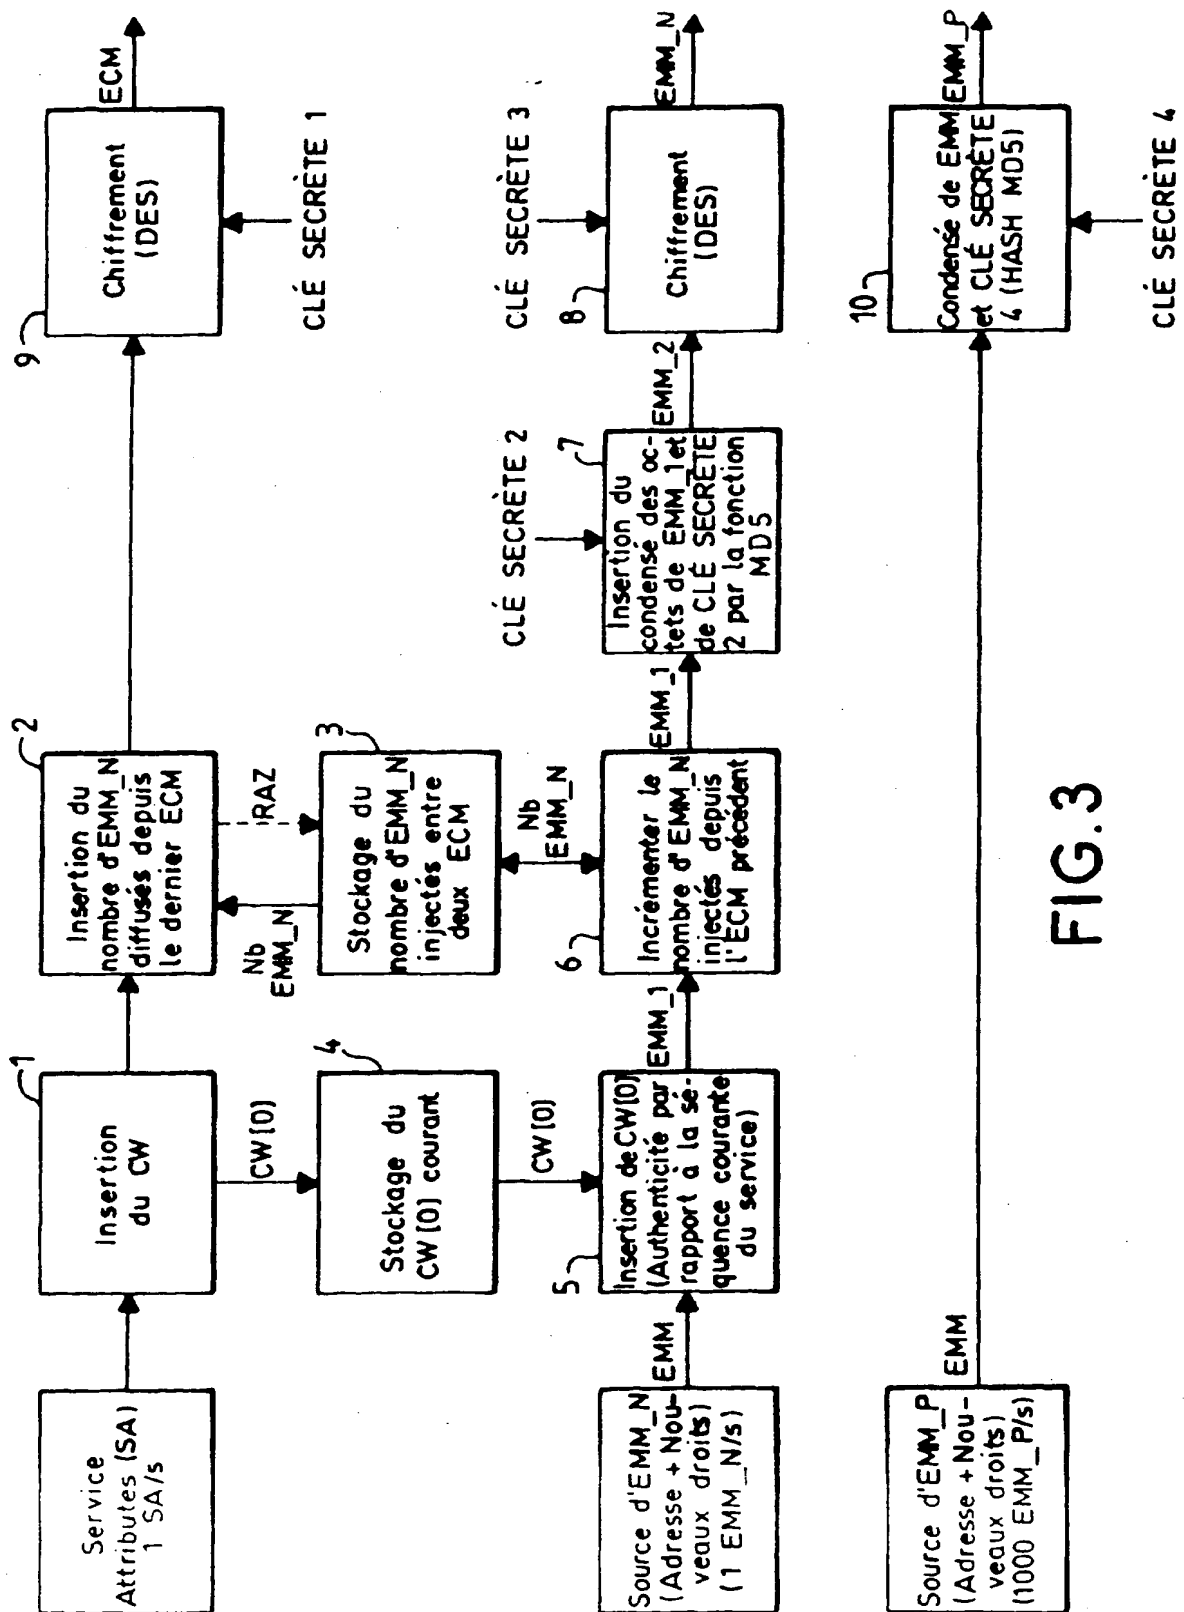 Service
Attributes (SA)
1 SA/s
1
Insertion
du CW
CW[0]
2
Insertion du
nombre d'EMM_N
diffusés depuis
le dernier ECM
9
Chiffrement
(DES)
ECM
CLÉ SECRÈTE 1
4
Stockage du
CW[0] courant
CW[0]
Nb
EMM_N
RAZ
3
Stockage du
nombre d'EMM_N
injectés entre
deux ECM
Nb
EMM_N
Source d'EMM_N
(Adresse + Nou-
veaux droits)
(1 EMM_N/s)
EMM
5
Insertion de CW[0]
(Authenticité par
rapport à la sé-
quence courante
du service)
EMM_1
6
Incrémenter le
nombre d'EMM_N
injectés depuis
l'ECM précédent
EMM_1
CLÉ SECRÈTE 2
7
Insertion du
condensé des oc-
tets de EMM_1 et
de CLÉ SECRÈTE
2 par la fonction
MD5
EMM_2
CLÉ SECRÈTE 3
8
Chiffrement
(DES)
EMM_N
Source d'EMM_P
(Adresse + Nou-
veaux droits)
(1000 EMM_P/s)
EMM
10
Condensé de EMM
et CLÉ SECRÈTE
4 (HASH MD5)
EMM_P
CLÉ SECRÈTE 4
FIG.3